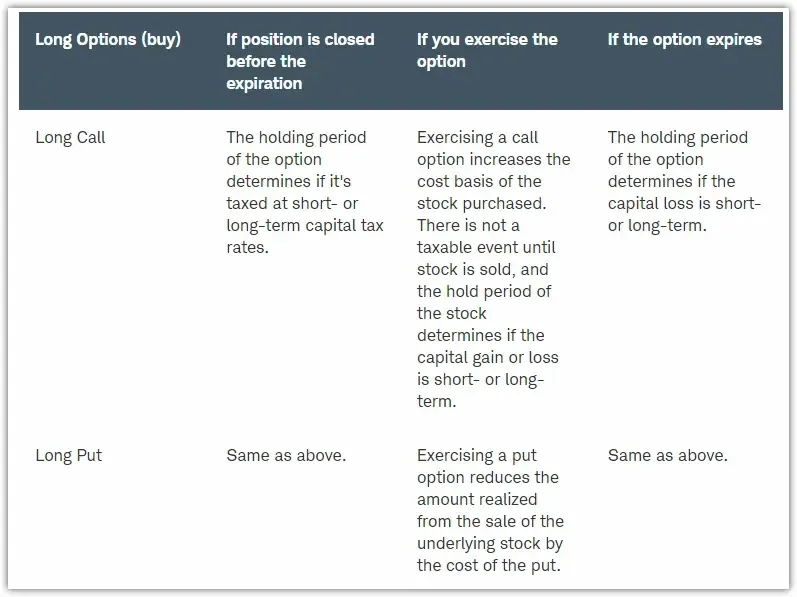 Long Options (buy)
If position is closed
before the
expiration
If you exercise the
option
If the option expires
Long Call
The holding period
of the option
determines if it's
taxed at short- or
long-term capital tax
rates.
Exercising a call
option increases the
cost basis of the
stock purchased.
There is not a
taxable event until
stock is sold, and
the hold period of
the stock
determines if the
capital gain or loss
is short- or long-
term.
The holding period
of the option
determines if the
capital loss is short-
or long-term.
Long Put
Same as above.
Exercising a put
option reduces the
amount realized
from the sale of the
underlying stock by
the cost of the put.
Same as above.